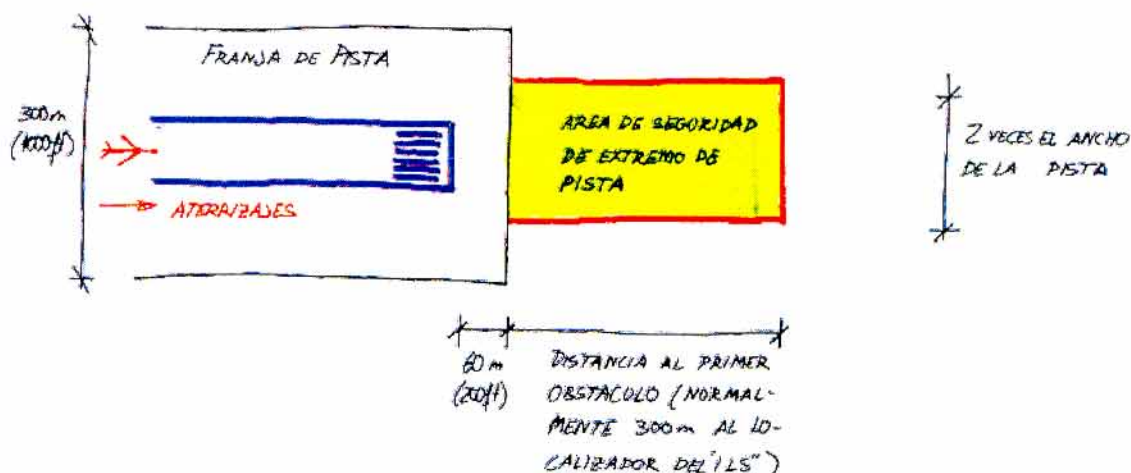 FRANJA DE PISTA
300m
(1000ft)
AREA DE SEGURIDAD
DE EXTREMO DE
PISTA
2 VECES EL ANCHO
DE LA PISTA
ATERRIZAJES
60 m
(200ft)
DISTANCIA AL PRIMER
OBSTACULO (NORMAL-
MENTE 300m AL LO-
CALIZADOR DEL "ILS")